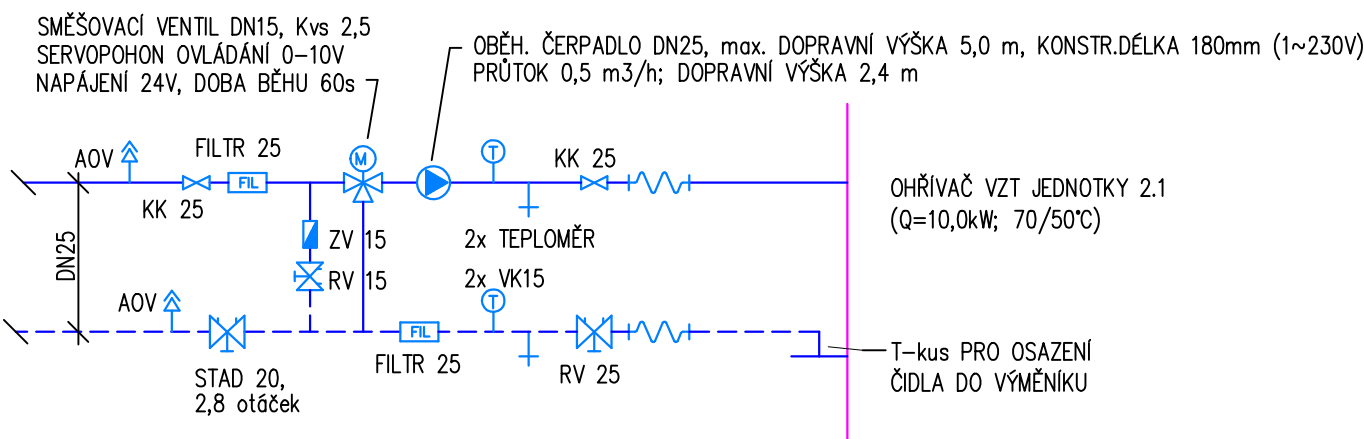 SMĚŠOVACÍ VENTIL DN15, Kvs 2,5
SERVOPOHON OVLÁDÁNÍ 0-10V
NAPÁJENÍ 24V, DOBA BĚHU 60s
OBĚH. ČERPADLO DN25, max. DOPRAVNÍ VÝŠKA 5,0 m, KONSTR.DÉLKA 180mm (1~230V)
PRŮTOK 0,5 m3/h; DOPRAVNÍ VÝŠKA 2,4 m
AOV
FILTR 25
M
T
KK 25
FIL
KK 25
OHŘÍVAČ VZT JEDNOTKY 2.1
(Q=10,0kW; 70/50°C)
DN25
ZV 15
RV 15
2x TEPLOMĚR
2x VK15
AOV
T
FIL
FILTR 25
RV 25
STAD 20,
2,8 otáček
T-kus PRO OSAZENÍ
ČIDLA DO VÝMĚNÍKU